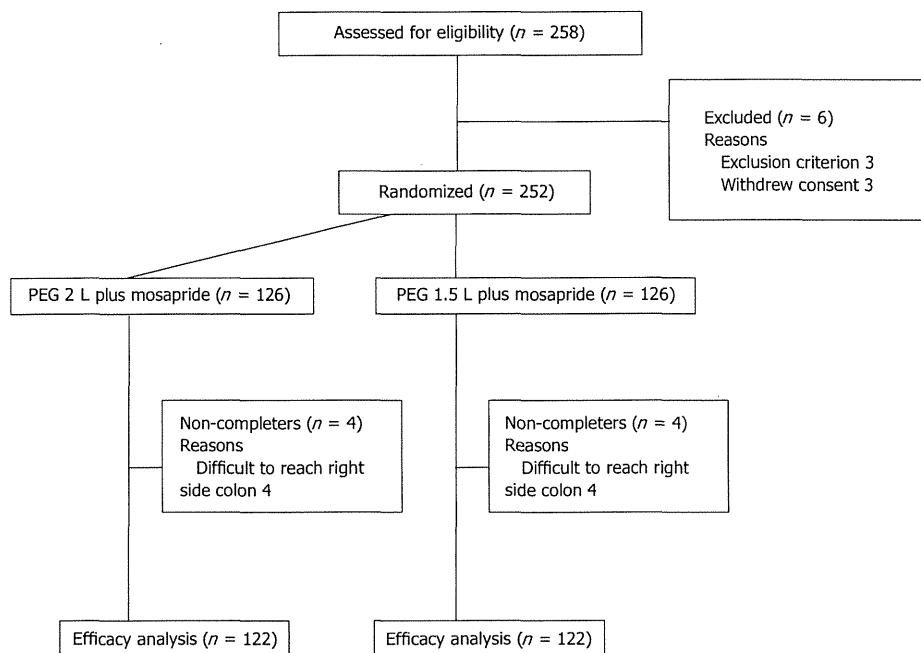 Assessed for eligibility (n = 258)
Excluded (n = 6)
Reasons
Exclusion criterion 3
Withdrew consent 3
Randomized (n = 252)
PEG 2 L plus mosapride (n = 126)
PEG 1.5 L plus mosapride (n = 126)
Non-completers (n = 4)
Reasons
Difficult to reach right
side colon 4
Non-completers (n = 4)
Reasons
Difficult to reach right
side colon 4
Efficacy analysis (n = 122)
Efficacy analysis (n = 122)